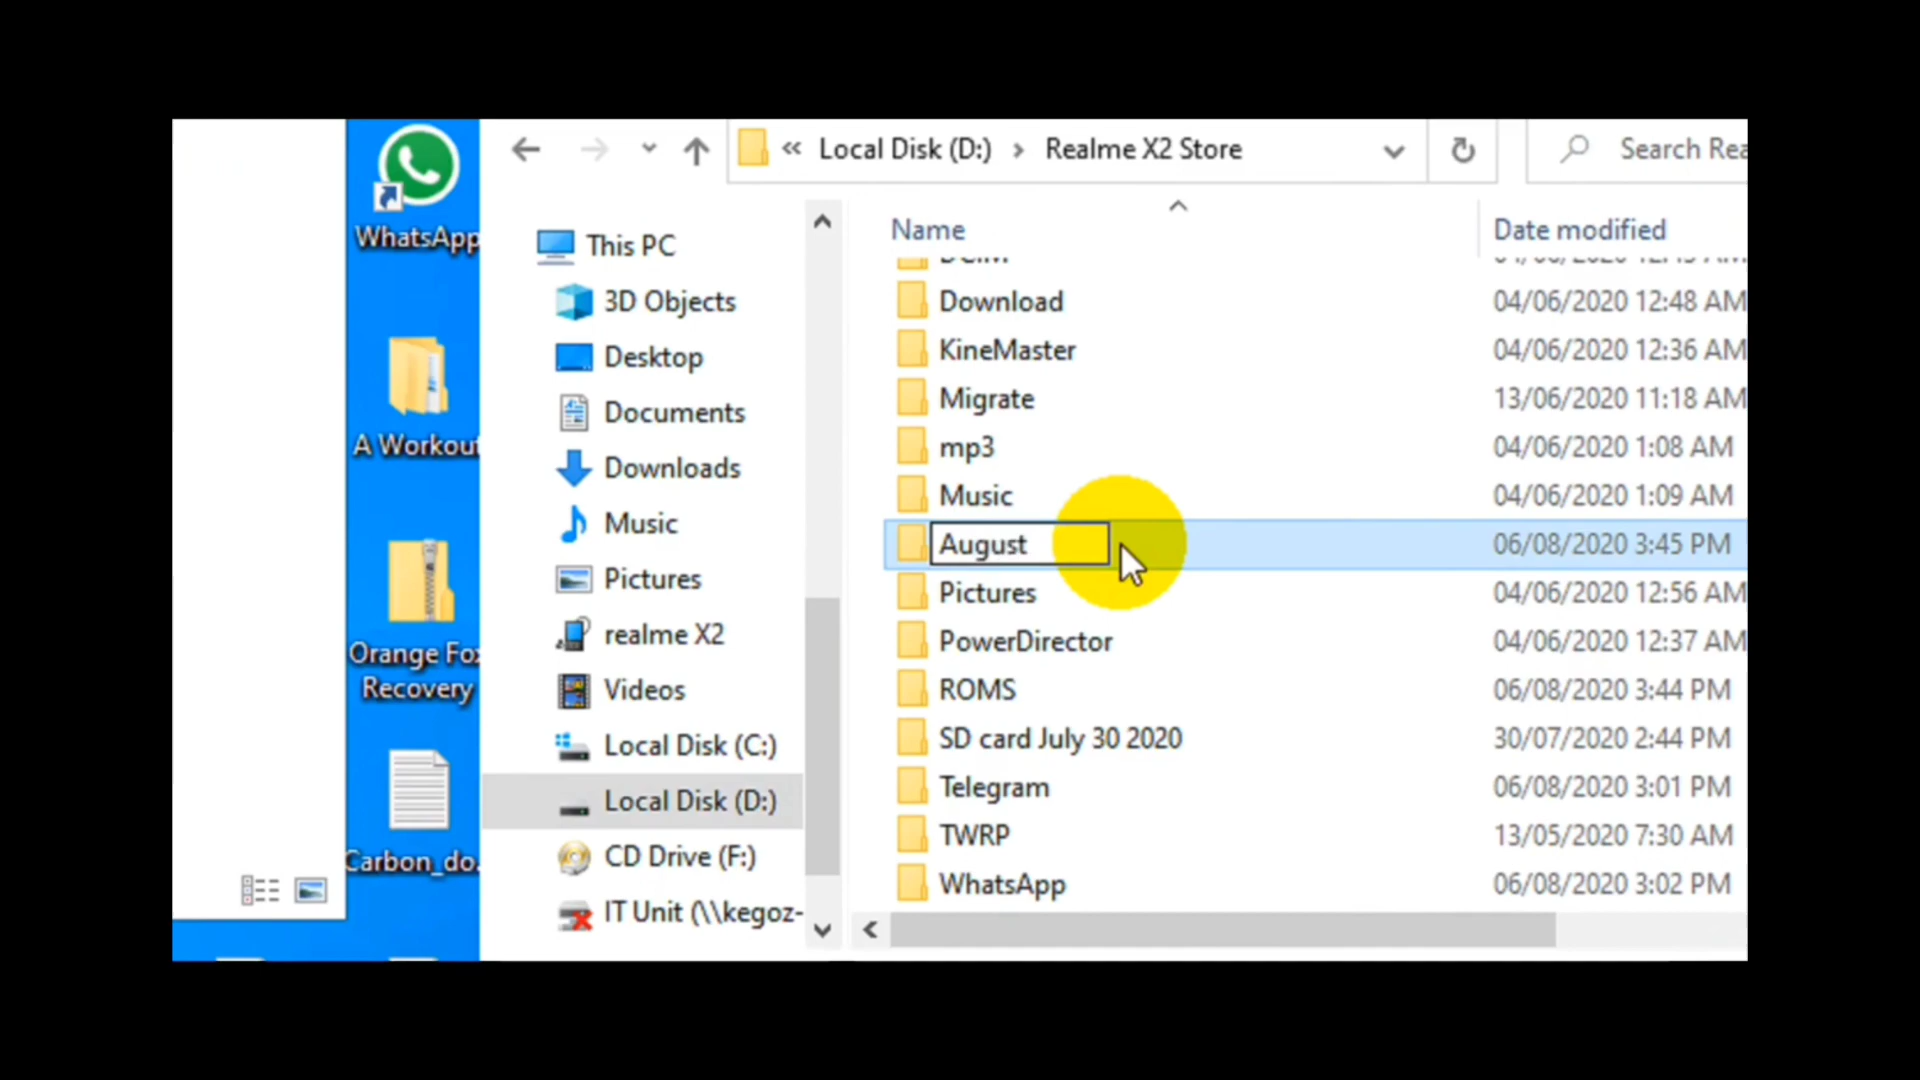 WhatsApp
A Workout
Orange Fox
Recovery
Carbon_do.
« Local Disk (D:) › Realme X2 Store
Search Rea
This PC
3D Objects
Desktop
Documents
Downloads
Music
Pictures
realme X2
Videos
Local Disk (C:)
Local Disk (D:)
CD Drive (F:)
IT Unit (\\kegoz-
Name Date modified
DCIM
Download 04/06/2020 12:48 AM
KineMaster 04/06/2020 12:36 AM
Migrate 13/06/2020 11:18 AM
mp3 04/06/2020 1:08 AM
Music 04/06/2020 1:09 AM
August 06/08/2020 3:45 PM
Pictures 04/06/2020 12:56 AM
PowerDirector 04/06/2020 12:37 AM
ROMS 06/08/2020 3:44 PM
SD card July 30 2020 30/07/2020 2:44 PM
Telegram 06/08/2020 3:01 PM
TWRP 13/05/2020 7:30 AM
WhatsApp 06/08/2020 3:02 PM